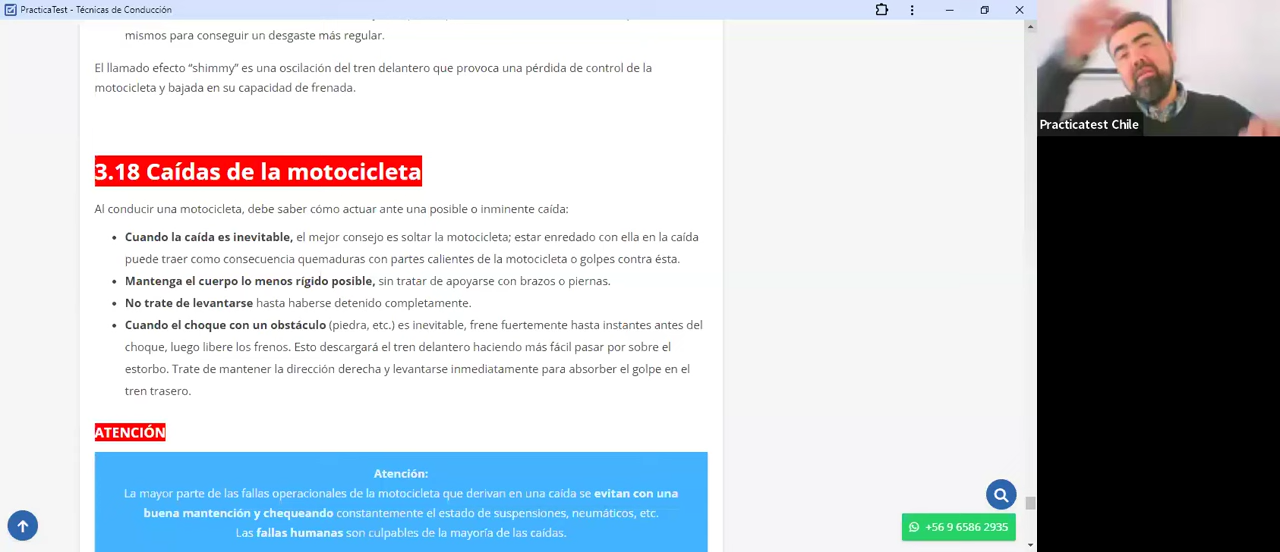 PracticaTest - Técnicas de Conducción
mismos para conseguir un desgaste más regular.
El llamado efecto “shimmy” es una oscilación del tren delantero que provoca una pérdida de control de la
motocicleta y bajada en su capacidad de frenada.
3.18 Caídas de la motocicleta
Al conducir una motocicleta, debe saber cómo actuar ante una posible o inminente caída:
• Cuando la caída es inevitable, el mejor consejo es soltar la motocicleta; estar enredado con ella en la caída
puede traer como consecuencia quemaduras con partes calientes de la motocicleta o golpes contra ésta.
• Mantenga el cuerpo lo menos rígido posible, sin tratar de apoyarse con brazos o piernas.
• No trate de levantarse hasta haberse detenido completamente.
• Cuando el choque con un obstáculo (piedra, etc.) es inevitable, frene fuertemente hasta instantes antes del
choque, luego libere los frenos. Esto descargará el tren delantero haciendo más fácil pasar por sobre el
estorbo. Trate de mantener la dirección derecha y levantarse inmediatamente para absorber el golpe en el
tren trasero.
ATENCIÓN
Atención:
La mayor parte de las fallas operacionales de la motocicleta que derivan en una caída se evitan con una
buena mantención y chequeando constantemente el estado de suspensiones, neumáticos, etc.
Las fallas humanas son culpables de la mayoría de las caídas.
Practicatest Chile
+56 9 6586 2935